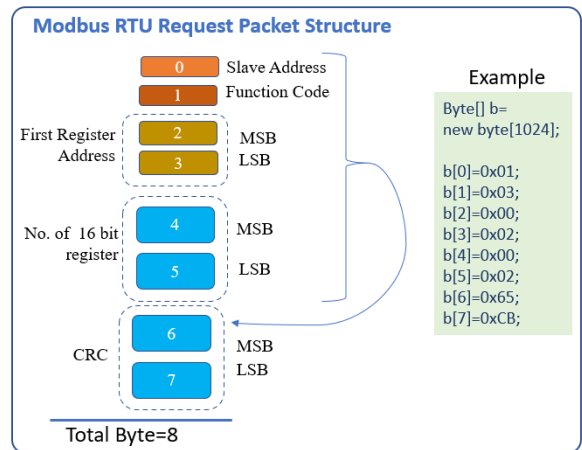 Modbus RTU Request Packet Structure
0
Slave Address
1
Function Code
First Register
Address
2
MSB
3
LSB
No. of 16 bit
register
4
MSB
5
LSB
CRC
6
MSB
7
LSB
Total Byte=8
Example
Byte[] b=
new byte[1024];
b[0]=0x01;
b[1]=0x03;
b[2]=0x00;
b[3]=0x02;
b[4]=0x00;
b[5]=0x02;
b[6]=0x65;
b[7]=0xCB;